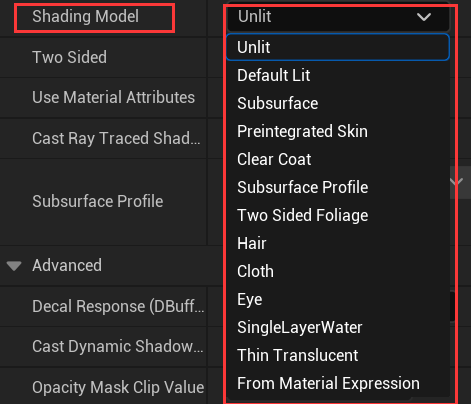 Shading Model
Unlit
Two Sided
Use Material Attributes
Cast Ray Traced Shad...
Subsurface Profile
Advanced
Decal Response (DBuff...
Cast Dynamic Shadow...
Opacity Mask Clip Value
Unlit
Default Lit
Subsurface
Preintegrated Skin
Clear Coat
Subsurface Profile
Two Sided Foliage
Hair
Cloth
Eye
SingleLayerWater
Thin Translucent
From Material Expression